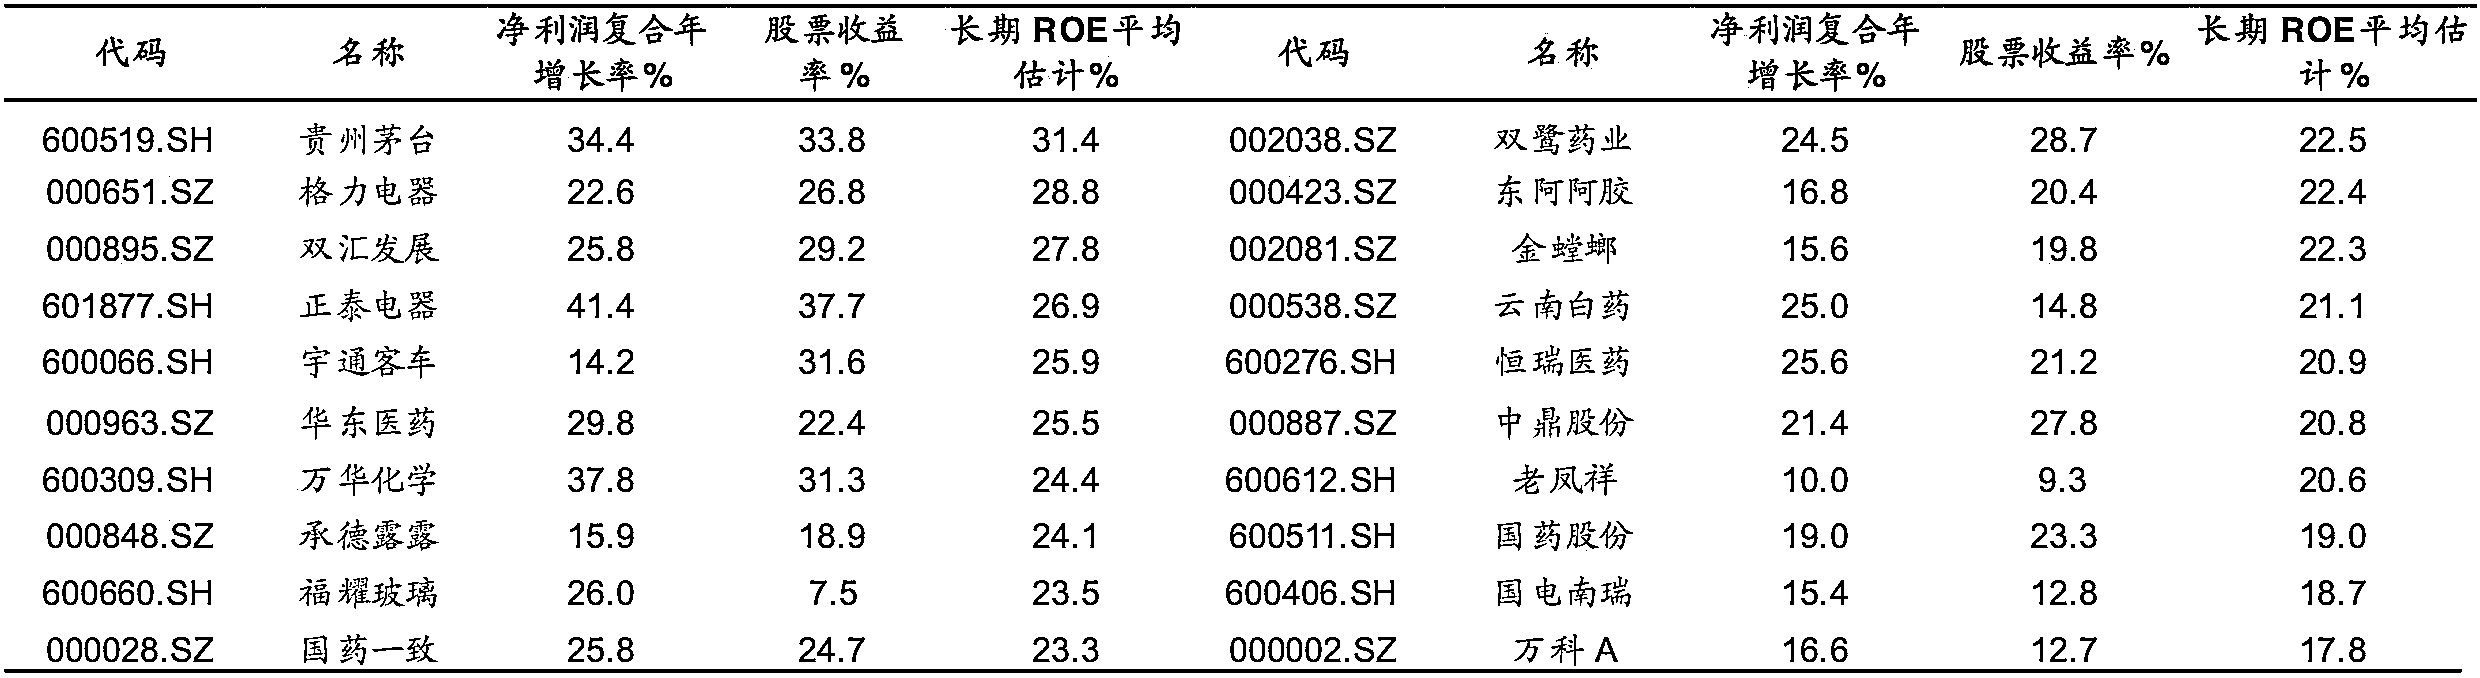 代码 名称 净利润复合年增长率% 股票收益率% 长期ROE平均估计% 代码 名称 净利润复合年增长率% 股票收益率% 长期ROE平均估计%
600519.SH 贵州茅台 34.4 33.8 31.4 002038.SZ 双鹭药业 24.5 28.7 22.5
000651.SZ 格力电器 22.6 26.8 28.8 000423.SZ 东阿阿胶 16.8 20.4 22.4
000895.SZ 双汇发展 25.8 29.2 27.8 002081.SZ 金螳螂 15.6 19.8 22.3
601877.SH 正泰电器 41.4 37.7 26.9 000538.SZ 云南白药 25.0 14.8 21.1
600066.SH 宇通客车 14.2 31.6 25.9 600276.SH 恒瑞医药 25.6 21.2 20.9
000963.SZ 华东医药 29.8 22.4 25.5 000887.SZ 中鼎股份 21.4 27.8 20.8
600309.SH 万华化学 37.8 31.3 24.4 600612.SH 老凤祥 10.0 9.3 20.6
000848.SZ 承德露露 15.9 18.9 24.1 600511.SH 国药股份 19.0 23.3 19.0
600660.SH 福耀玻璃 26.0 7.5 23.5 600406.SH 国电南瑞 15.4 12.8 18.7
000028.SZ 国药一致 25.8 24.7 23.3 000002.SZ 万科A 16.6 12.7 17.8